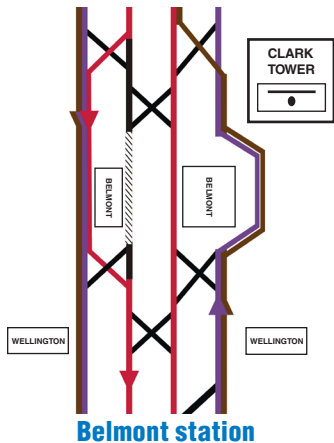 CLARK
TOWER
BELMONT
BELMONT
WELLINGTON
WELLINGTON
Belmont station